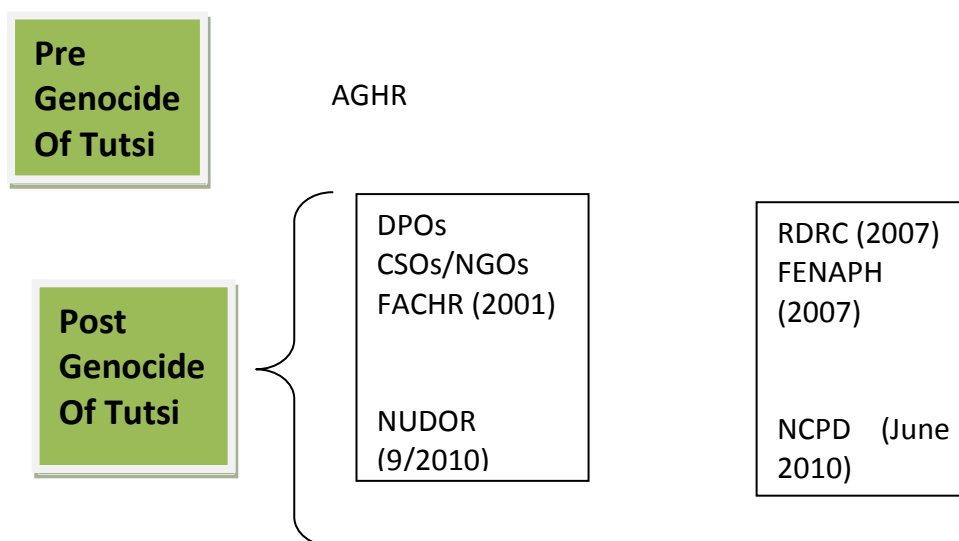 Pre
Genocide
Of Tutsi
AGHR
Post
Genocide
Of Tutsi
DPOs
CSOs/NGOs
FACHR (2001)
NUDOR
(9/2010)
RDRC (2007)
FENAPH
(2007)
NCPD (June
2010)